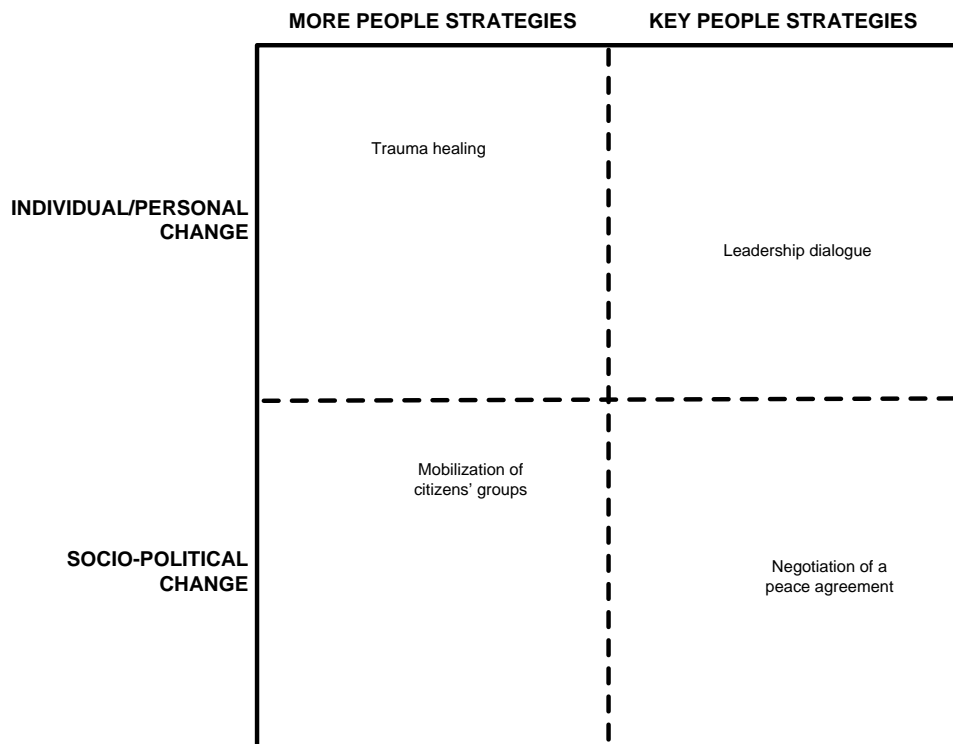 MORE PEOPLE STRATEGIES
KEY PEOPLE STRATEGIES
Trauma healing
INDIVIDUAL/PERSONAL
CHANGE
Leadership dialogue
Mobilization of
citizens’ groups
SOCIO-POLITICAL
CHANGE
Negotiation of a
peace agreement